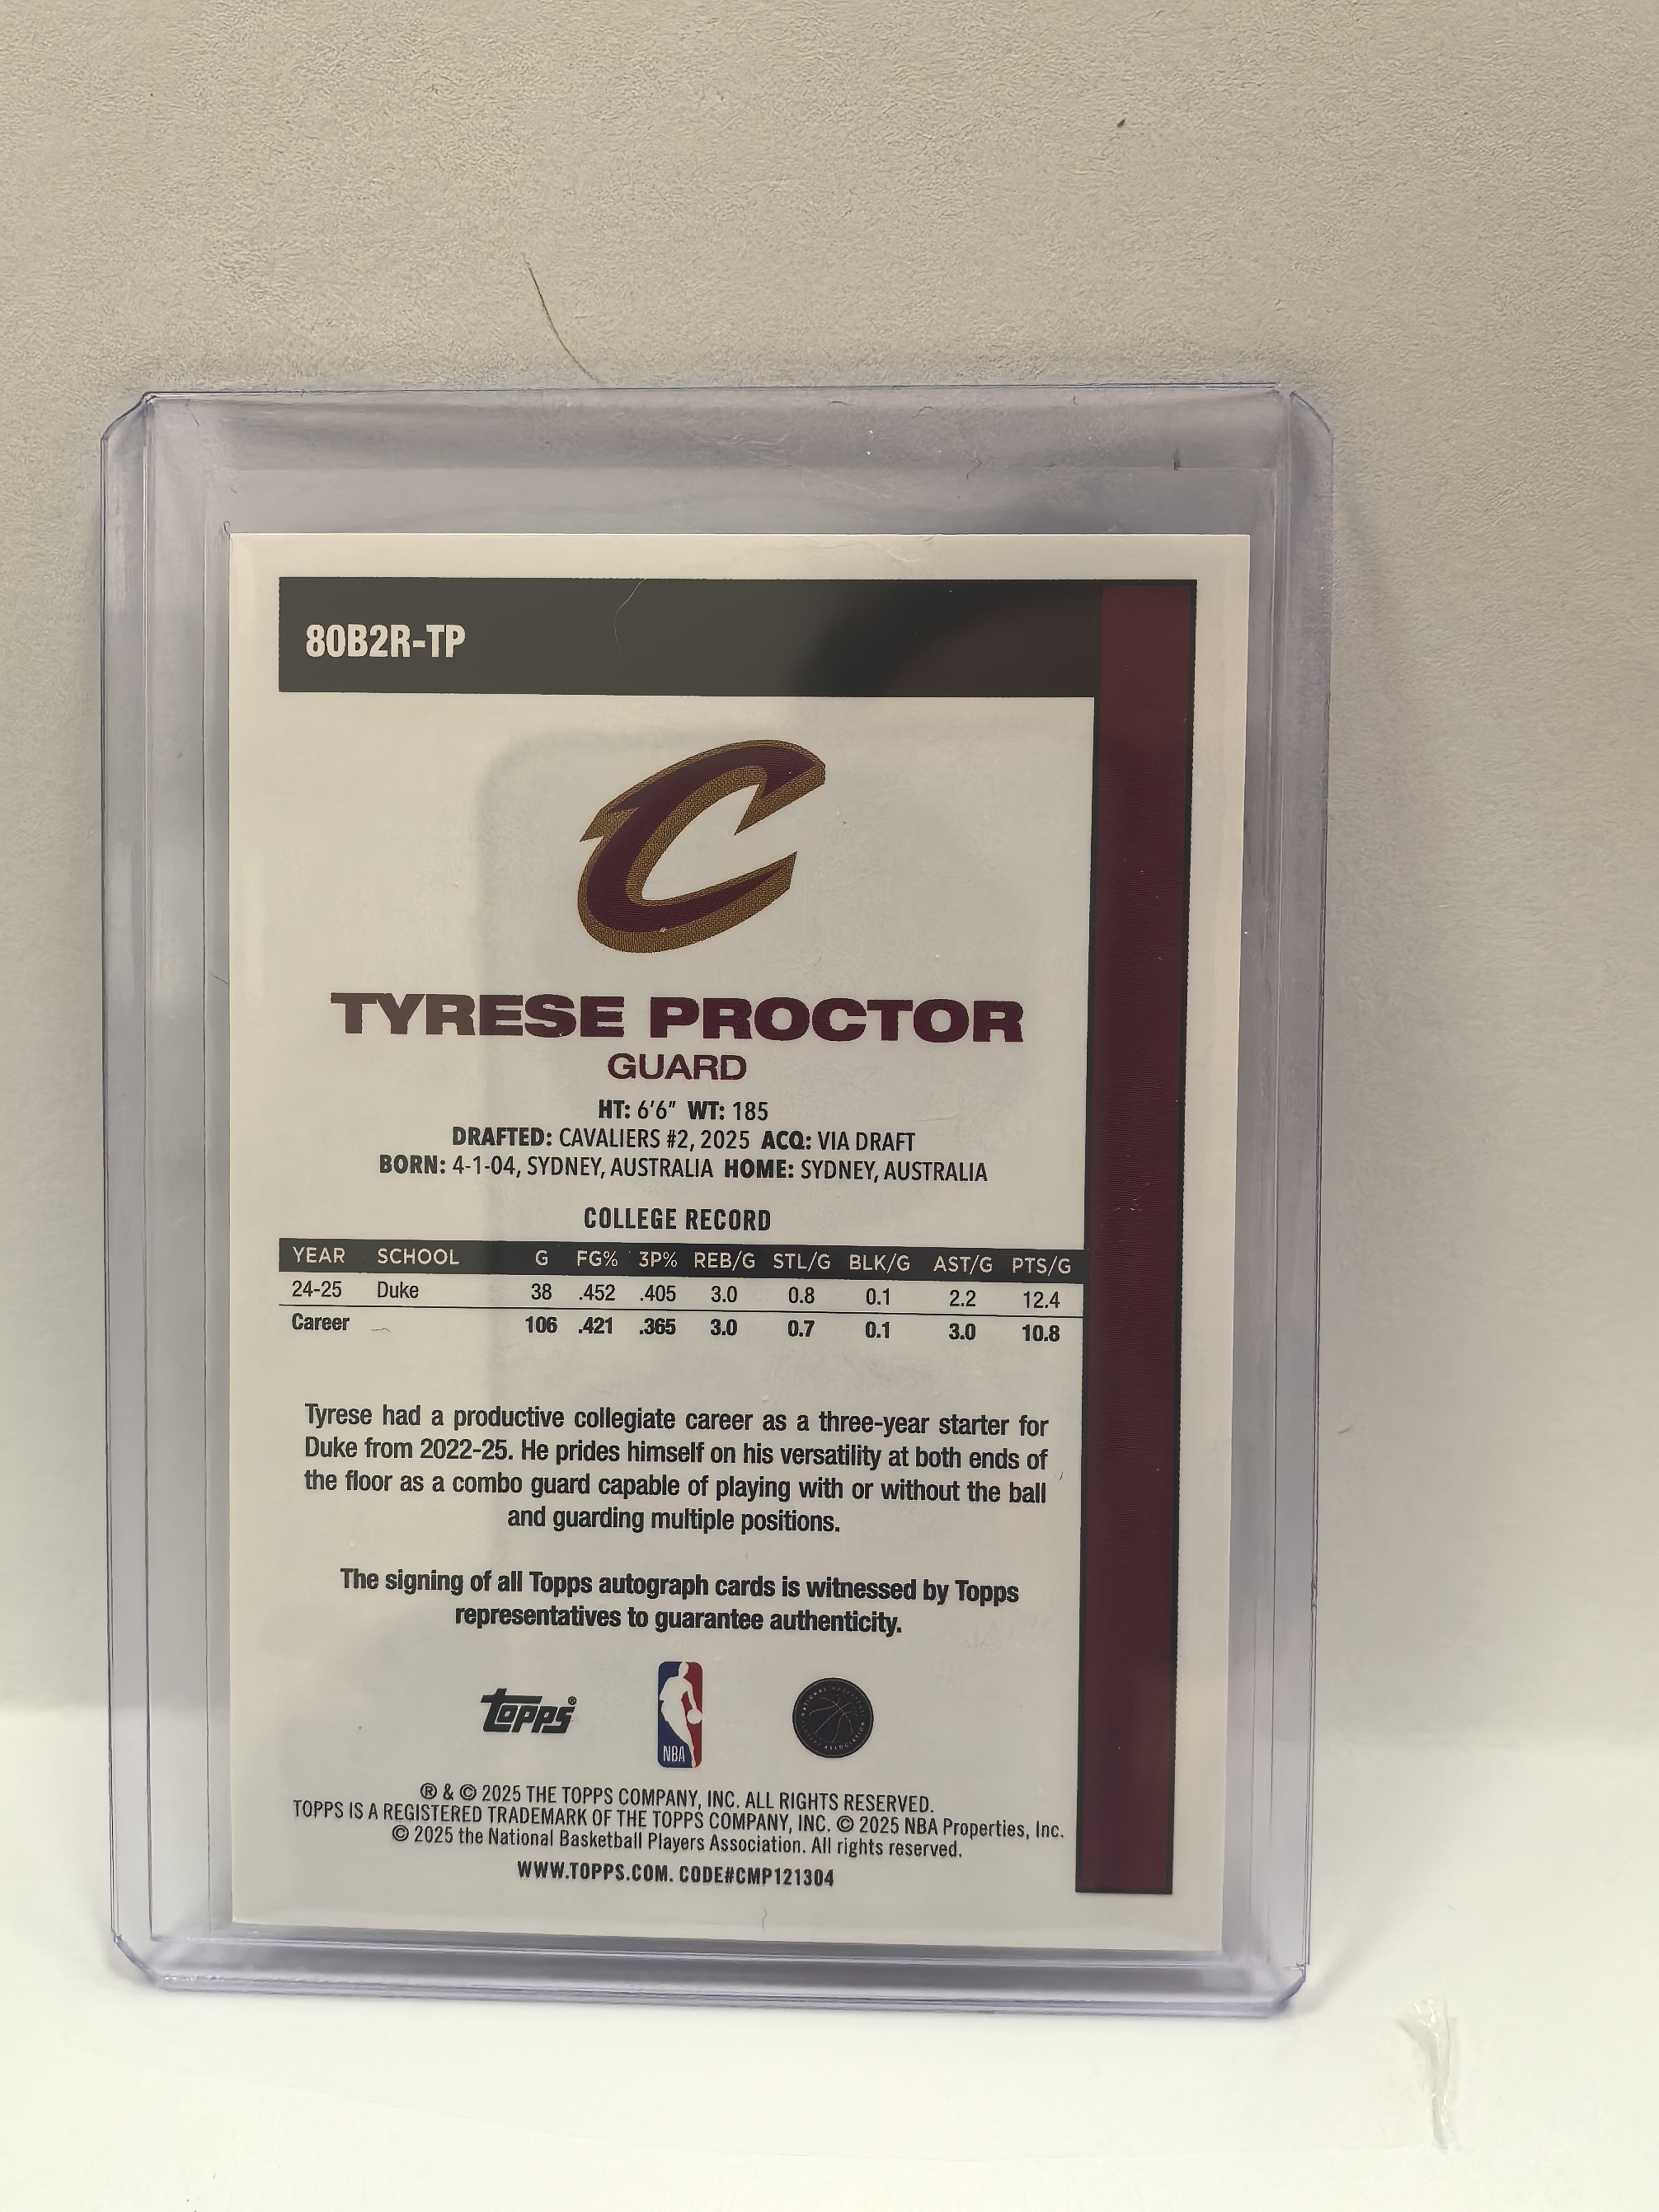 80B2R-TP
TYRESE PROCTOR
GUARD
HT: 6'6" WT: 185
DRAFTED: CAVALIERS #2, 2025 ACQ: VIA DRAFT
BORN: 4-1-04, SYDNEY, AUSTRALIA HOME: SYDNEY, AUSTRALIA
COLLEGE RECORD
YEAR SCHOOL G FG% 3P% REB/G STL/G BLK/G AST/G PTS/G
24-25 Duke 38 .452 .405 3.0 0.8 0.1 2.2 12.4
Career 106 .421 .365 3.0 0.7 0.1 3.0 10.8
Tyrese had a productive collegiate career as a three-year starter for
Duke from 2022-25. He prides himself on his versatility at both ends of
the floor as a combo guard capable of playing with or without the ball
and guarding multiple positions.
The signing of all Topps autograph cards is witnessed by Topps
representatives to guarantee authenticity.
topps®
NBA
® & © 2025 THE TOPPS COMPANY, INC. ALL RIGHTS RESERVED.
TOPPS IS A REGISTERED TRADEMARK OF THE TOPPS COMPANY, INC. © 2025 NBA Properties, Inc.
© 2025 the National Basketball Players Association. All rights reserved.
WWW.TOPPS.COM. CODE#CMP121304